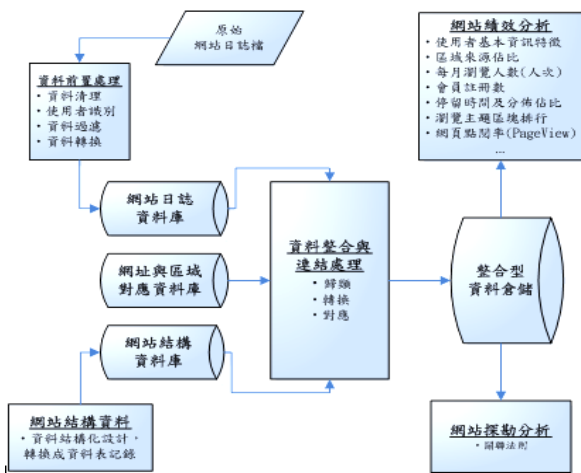 原始
網站日誌檔
資料前置處理
• 資料清理
• 使用者識別
• 資料過濾
• 資料轉換
網站日誌
資料庫
網址與區域
對應資料庫
網站結構
資料庫
網站結構資料
• 資料結構化設計,
轉換成資料表記錄
資料整合與
連結處理
• 歸類
• 轉換
• 對應
整合型
資料倉儲
網站績效分析
• 使用者基本資訊特徵
• 區域來源佔比
• 每月瀏覽人數(人次)
• 會員註冊數
• 停留時間及分佈佔比
• 瀏覽主題區塊排行
• 網頁點閱率(PageView)
...
網站探勘分析
• 關聯法則